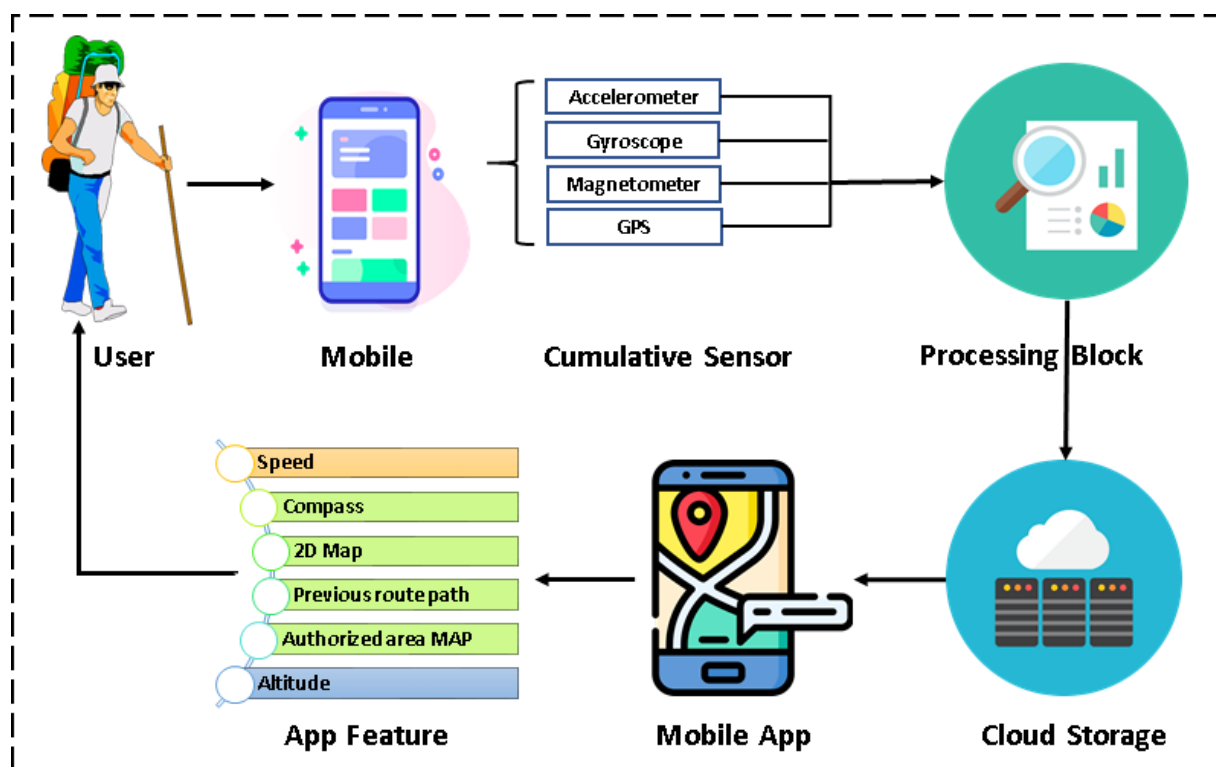 Accelerometer
Gyroscope
Magnetometer
GPS
User
Mobile
Cumulative Sensor
Processing Block
Speed
Compass
2D Map
Previous route path
Authorized area MAP
Altitude
App Feature
Mobile App
Cloud Storage